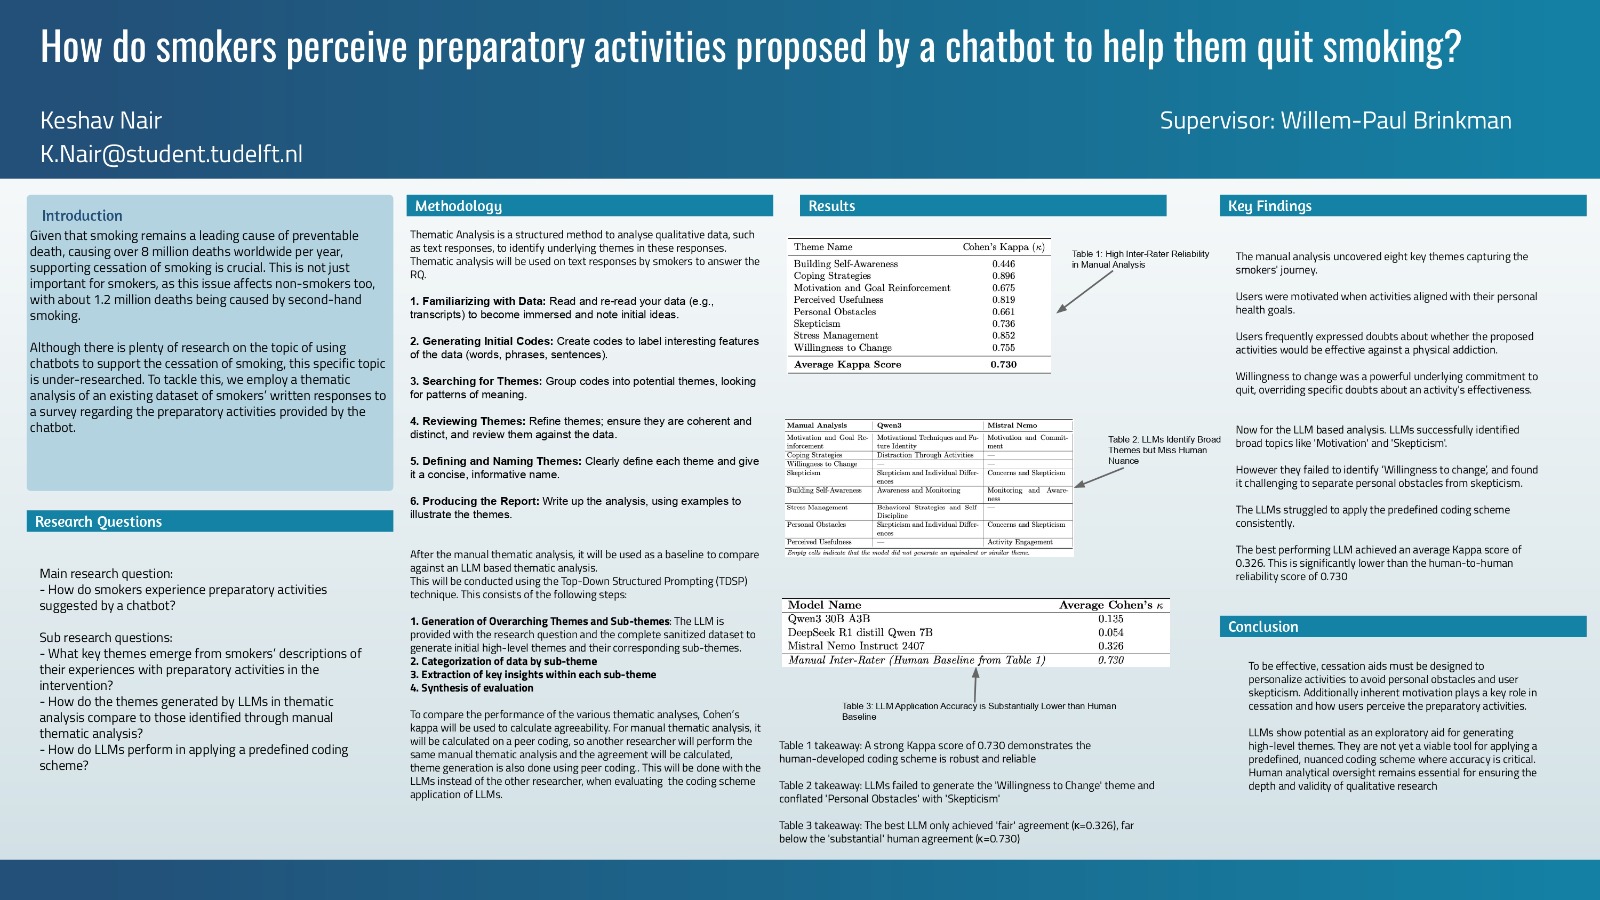 How do smokers perceive preparatory activities proposed by a chatbot to help them quit smoking?
Keshav Nair
K.Nair@student.tudelft.nl
Supervisor: Willem-Paul Brinkman
Introduction
Given that smoking remains a leading cause of preventable
death, causing over 8 million deaths worldwide per year,
supporting cessation of smoking is crucial. This is not just
important for smokers, as this issue affects non-smokers too,
with about 1.2 million deaths being caused by second-hand
smoking.
Although there is plenty of research on the topic of using
chatbots to support the cessation of smoking, this specific topic
is under-researched. To tackle this, we employ a thematic
analysis of an existing dataset of smokers' written responses to
a survey regarding the preparatory activities provided by the
chatbot.
Research Questions
Main research question:
- How do smokers experience preparatory activities
suggested by a chatbot?
Sub research questions:
- What key themes emerge from smokers' descriptions of
their experiences with preparatory activities in the
intervention?
- How do the themes generated by LLMs in thematic
analysis compare to those identified through manual
thematic analysis?
- How do LLMs perform in applying a predefined coding
scheme?
Methodology
Thematic Analysis is a structured method to analyse qualitative data, such
as text responses, to identify underlying themes in these responses.
Thematic analysis will be used on text responses by smokers to answer the
RQ.
1. Familiarizing with Data: Read and re-read your data (e.g.,
transcripts) to become immersed and note initial ideas.
2. Generating Initial Codes: Create codes to label interesting features
of the data (words, phrases, sentences).
3. Searching for Themes: Group codes into potential themes, looking
for patterns of meaning.
4. Reviewing Themes: Refine themes; ensure they are coherent and
distinct, and review them against the data.
5. Defining and Naming Themes: Clearly define each theme and give
it a concise, informative name.
6. Producing the Report: Write up the analysis, using examples to
illustrate the themes.
After the manual thematic analysis, it will be used as a baseline to compare
against an LLM based thematic analysis.
This will be conducted using the Top-Down Structured Prompting (TDSP)
technique. This consists of the following steps:
1. Generation of Overarching Themes and Sub-themes: The LLM is
provided with the research question and the complete sanitized dataset to
generate initial high-level themes and their corresponding sub-themes.
2. Categorization of data by sub-theme
3. Extraction of key insights within each sub-theme
4. Synthesis of evaluation
To compare the performance of the various thematic analyses, Cohen's
kappa will be used to calculate agreeability. For manual thematic analysis, it
will be calculated on a peer coding, so another researcher will perform the
same manual thematic analysis and the agreement will be calculated,
theme generation is also done using peer coding.. This will be done with the
LLMs instead of the other researcher, when evaluating the coding scheme
application of LLMs.
Results
Theme Name Cohen's Kappa (κ)
Building Self-Awareness 0.446
Coping Strategies 0.896
Motivation and Goal Reinforcement 0.675
Perceived Usefulness 0.819
Personal Obstacles 0.661
Skepticism 0.736
Stress Management 0.852
Willingness to Change 0.755
Average Kappa Score 0.730
Table 1: High Inter-Rater Reliability
in Manual Analysis
Manual Analysis Qwen3 Mistral Nemo
Motivation and Goal Re- Motivational Techniques and Fu- Motivation and Commit-
inforcement ture Identity ment
Coping Strategies Distraction Through Activities —
Willingness to Change — —
Skepticism Skepticism and Individual Differ- Concerns and Skepticism
ences
Building Self-Awareness Awareness and Monitoring Monitoring and Aware-
ness
Stress Management Behavioral Strategies and Self —
Discipline
Personal Obstacles Skepticism and Individual Differ- Concerns and Skepticism
ences
Perceived Usefulness — Activity Engagement
Empty cells indicate that the model did not generate an equivalent or similar theme.
Table 2. LLMs Identify Broad
Themes but Miss Human
Nuance
Model Name Average Cohen's κ
Qwen3 30B A3B 0.135
DeepSeek R1 distill Qwen 7B 0.054
Mistral Nemo Instruct 2407 0.326
Manual Inter-Rater (Human Baseline from Table 1) 0.730
Table 3: LLM Application Accuracy is Substantially Lower than Human
Baseline
Table 1 takeaway: A strong Kappa score of 0.730 demonstrates the
human-developed coding scheme is robust and reliable
Table 2 takeaway: LLMs failed to generate the 'Willingness to Change' theme and
conflated 'Personal Obstacles' with 'Skepticism'
Table 3 takeaway: The best LLM only achieved 'fair' agreement (κ=0.326), far
below the 'substantial' human agreement (κ=0.730)
Key Findings
The manual analysis uncovered eight key themes capturing the
smokers' journey.
Users were motivated when activities aligned with their personal
health goals.
Users frequently expressed doubts about whether the proposed
activities would be effective against a physical addiction.
Willingness to change was a powerful underlying commitment to
quit, overriding specific doubts about an activity's effectiveness.
Now for the LLM based analysis. LLMs successfully identified
broad topics like 'Motivation' and 'Skepticism'.
However they failed to identify 'Willingness to change', and found
it challenging to separate personal obstacles from skepticism.
The LLMs struggled to apply the predefined coding scheme
consistently.
The best performing LLM achieved an average Kappa score of
0.326. This is significantly lower than the human-to-human
reliability score of 0.730
Conclusion
To be effective, cessation aids must be designed to
personalize activities to avoid personal obstacles and user
skepticism. Additionally inherent motivation plays a key role in
cessation and how users perceive the preparatory activities.
LLMs show potential as an exploratory aid for generating
high-level themes. They are not yet a viable tool for applying a
predefined, nuanced coding scheme where accuracy is critical.
Human analytical oversight remains essential for ensuring the
depth and validity of qualitative research